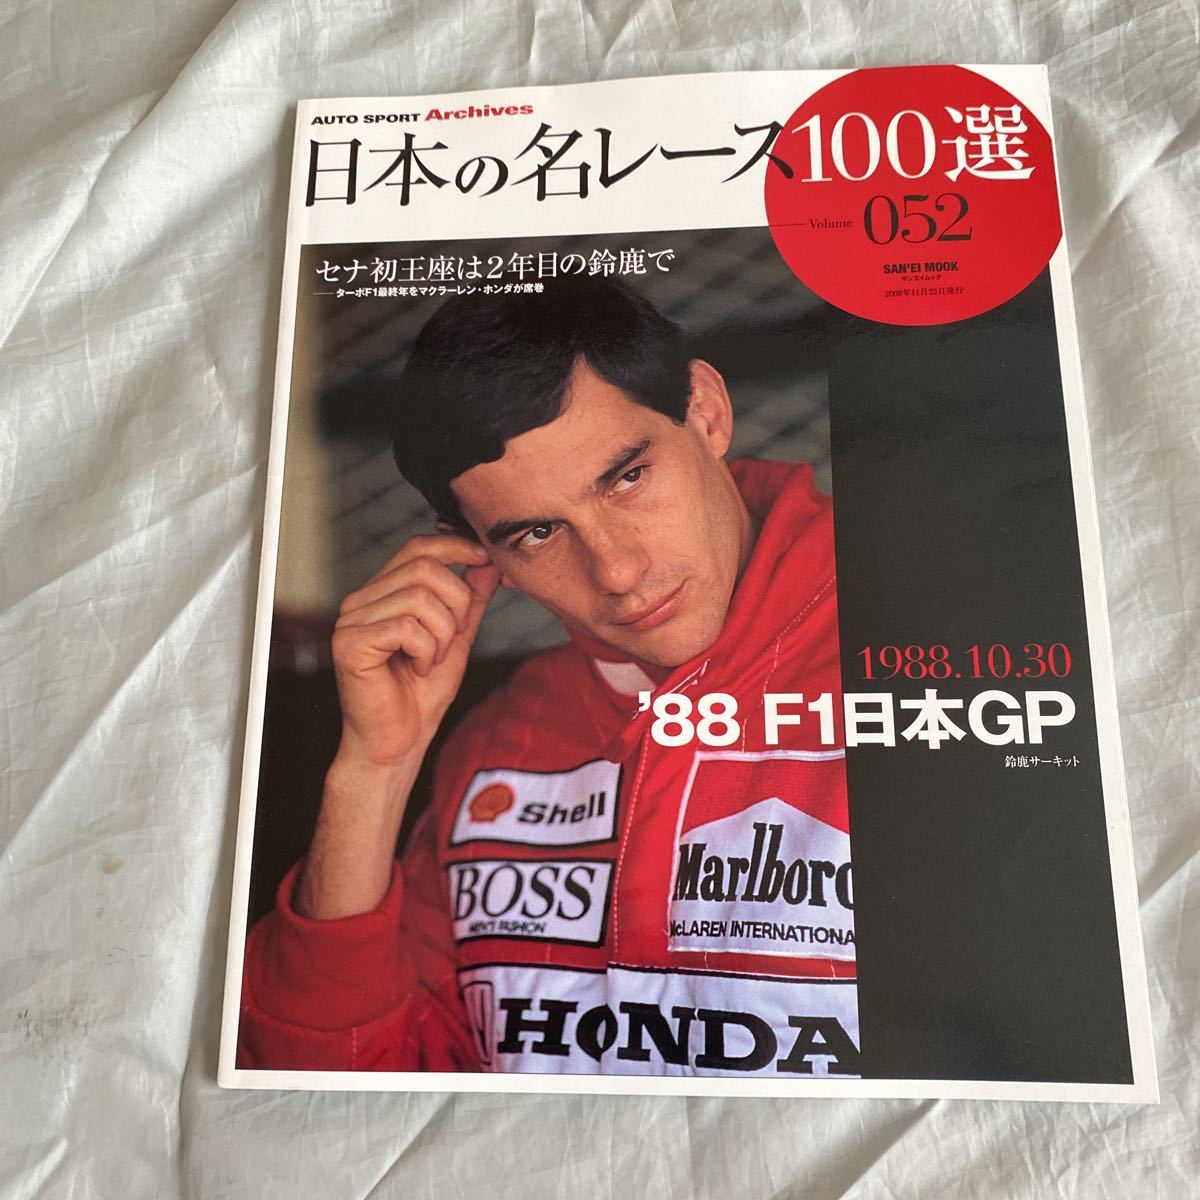 AUTO SPORT Archives
日本の名レース100選
Volume 052
SAN'EI MOOK
サンエイムック
2008年11月23日発行
セナ初王座は2年目の鈴鹿で
ターボF1最終年をマクラーレン・ホンダが席巻
1988.10.30
'88 F1日本GP
鈴鹿サーキット
Shell
BOSS
MEN'S FASHION
Marlboro
McLAREN INTERNATIONA
HONDA